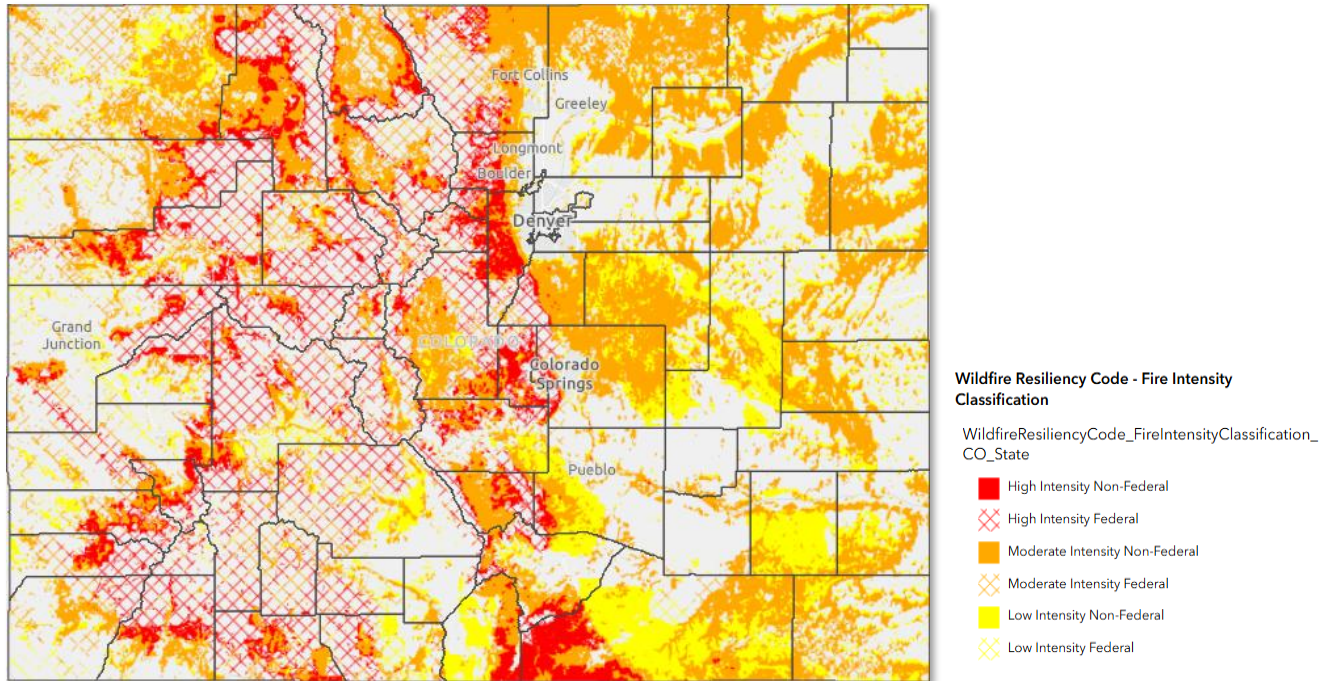 Fort Collins
Greeley
Longmont
Boulder
Denver
Grand
Junction
COLORADO
Colorado
Springs
Pueblo
Wildfire Resiliency Code - Fire Intensity
Classification
WildfireResiliencyCode_FireIntensityClassification_
CO_State
High Intensity Non-Federal
High Intensity Federal
Moderate Intensity Non-Federal
Moderate Intensity Federal
Low Intensity Non-Federal
Low Intensity Federal